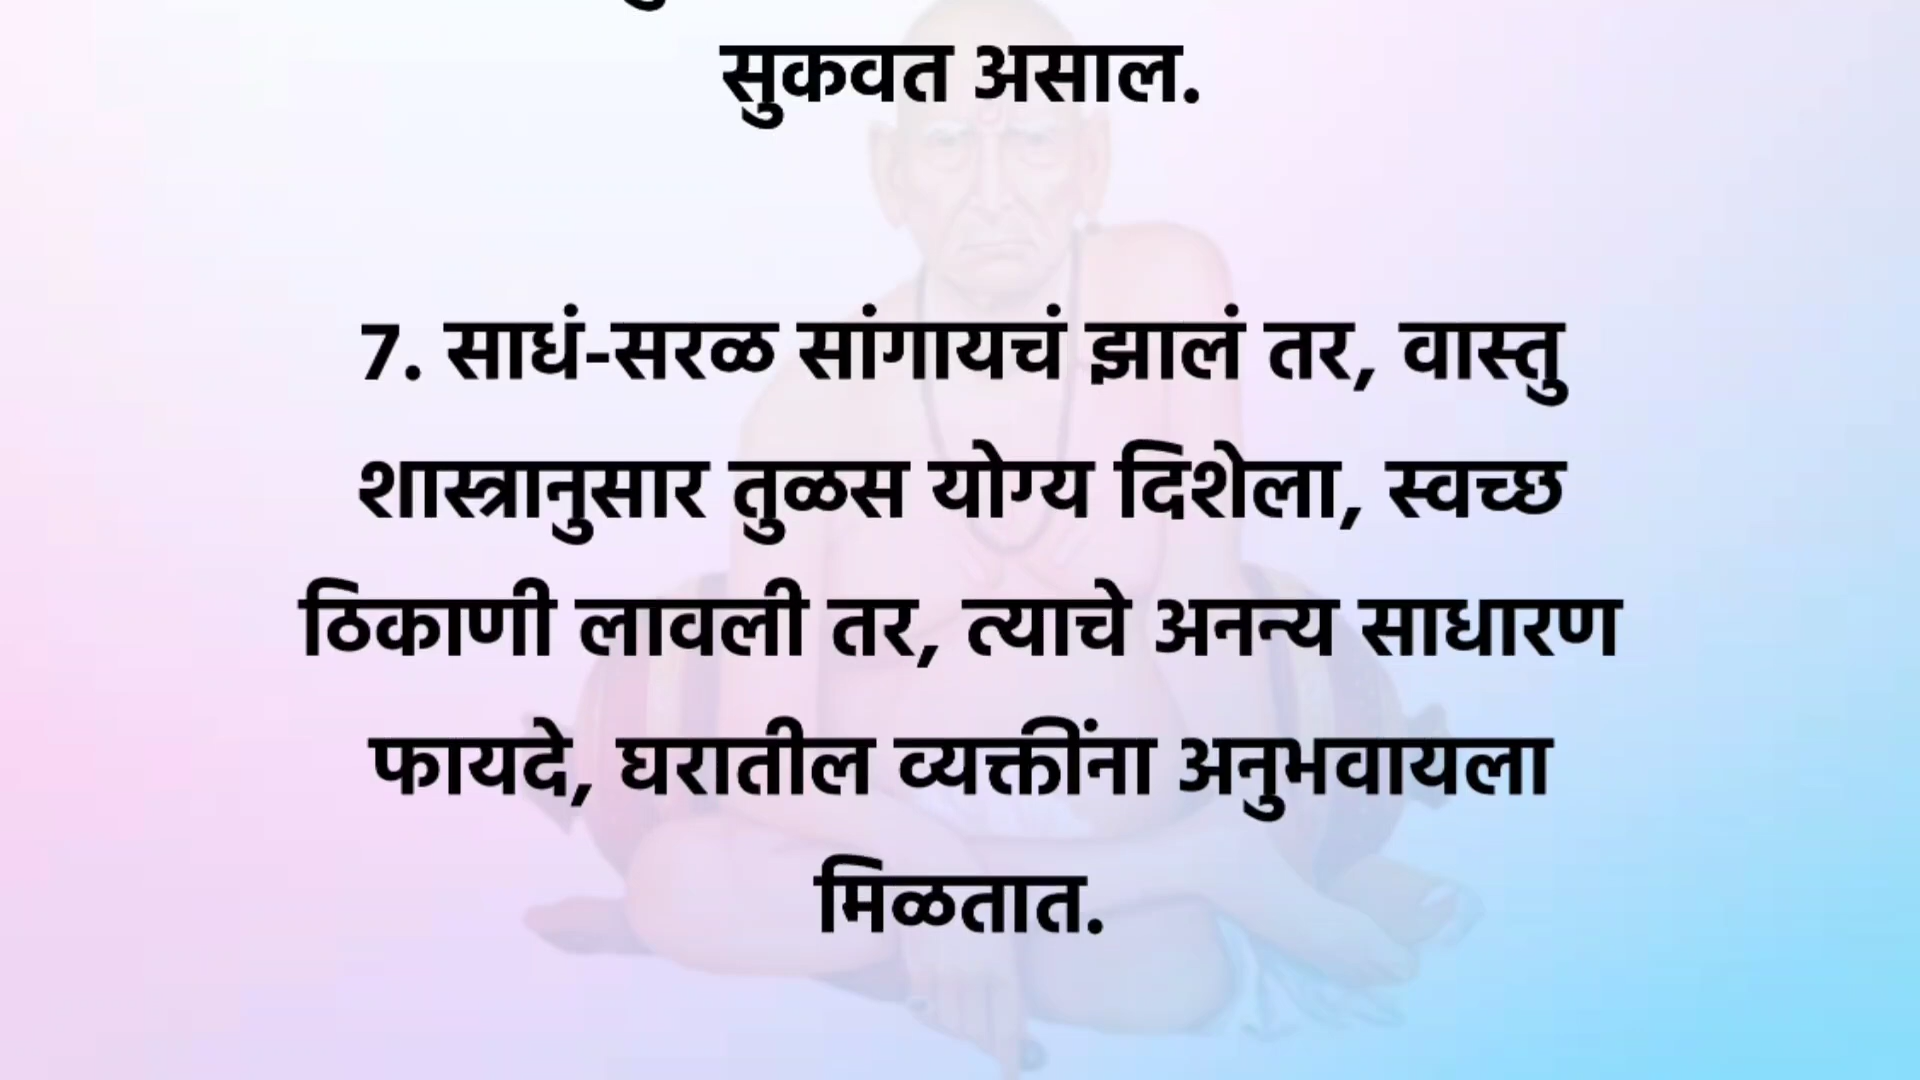 सुकवत असाल.
7. साधं-सरळ सांगायचं झालं तर, वास्तु
शास्त्रानुसार तुळस योग्य दिशेला, स्वच्छ
ठिकाणी लावली तर, त्याचे अनन्य साधारण
फायदे, घरातील व्यक्तींना अनुभवायला
मिळतात.